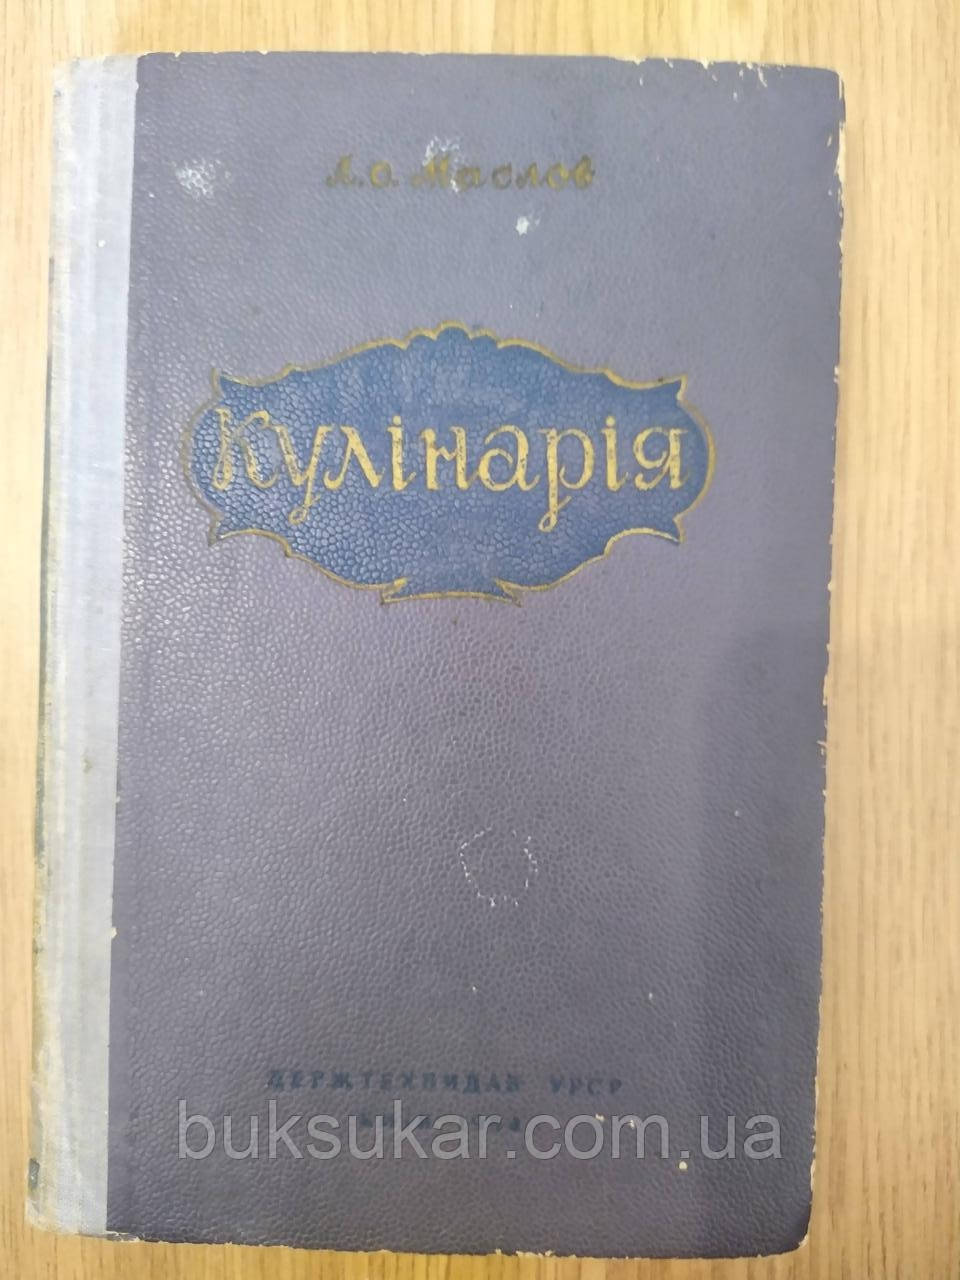 Л.О. Маслов
Кулінарія
ДЕРЖТЕХВИДАВ УРСР
buksukar.com.ua